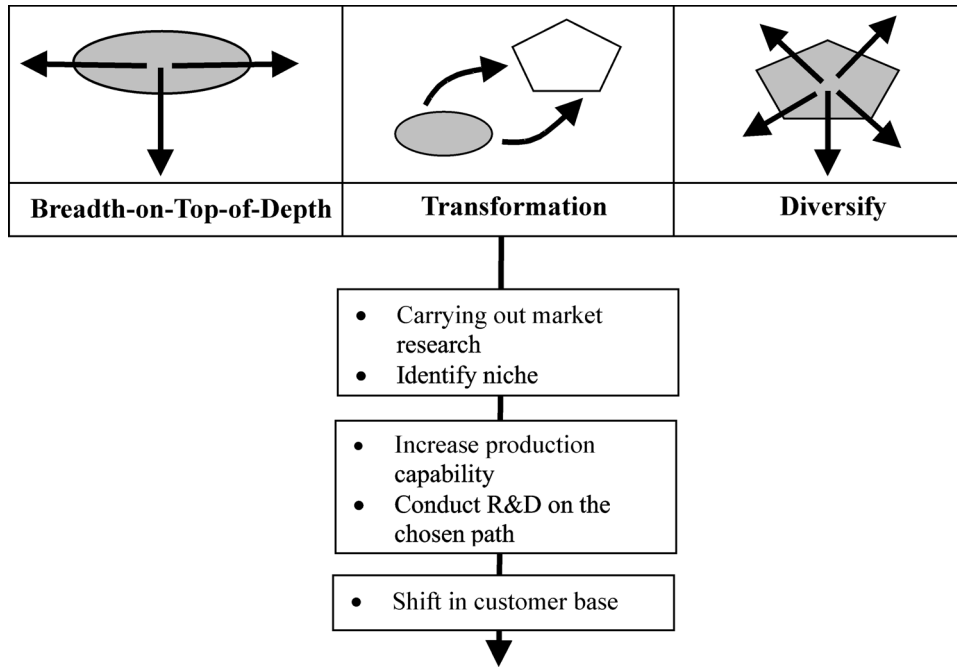 Breadth-on-Top-of-Depth
Transformation
Diversify
• Carrying out market
research
• Identify niche
• Increase production
capability
• Conduct R&D on the
chosen path
• Shift in customer base